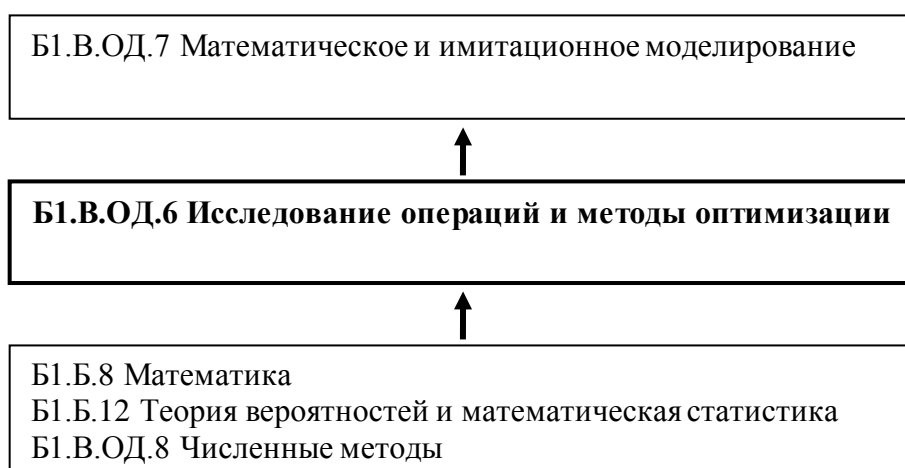 Б1.В.ОД.7 Математическое и имитационное моделирование
Б1.В.ОД.6 Исследование операций и методы оптимизации
Б1.Б.8 Математика
Б1.Б.12 Теория вероятностей и математическая статистика
Б1.В.ОД.8 Численные методы